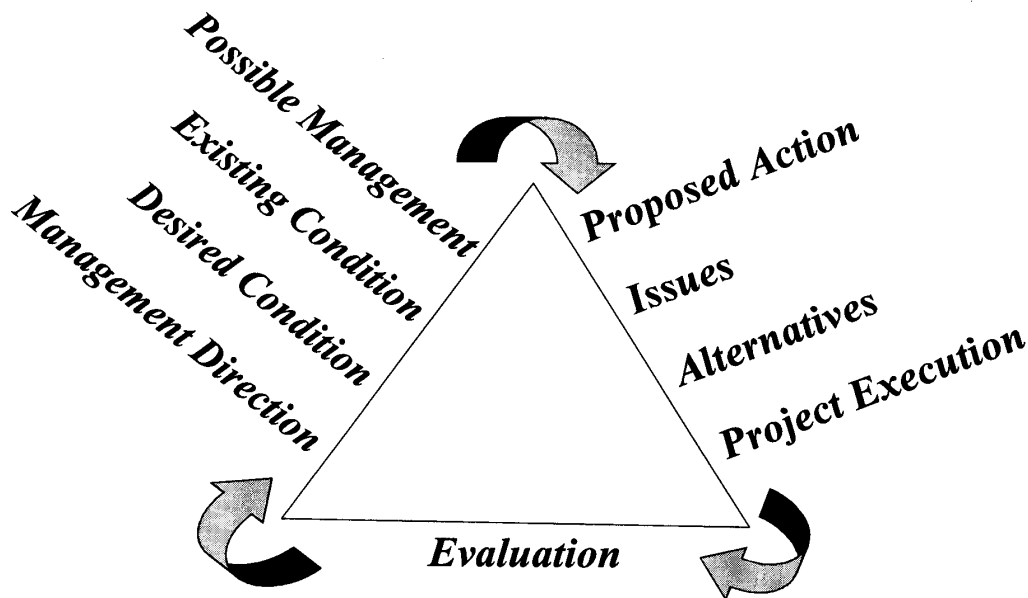 Possible Management
Existing Condition
Desired Condition
Management Direction
Proposed Action
Issues
Alternatives
Project Execution
Evaluation